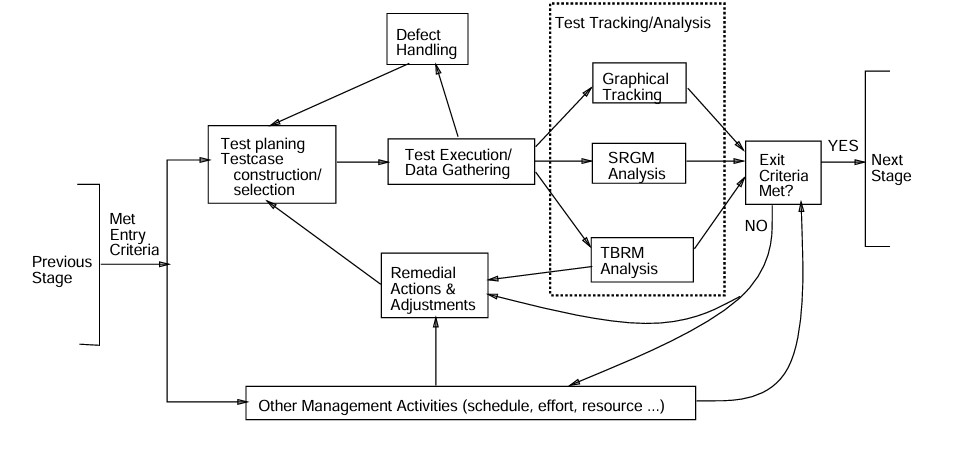 Test Tracking/Analysis
Defect
Handling
Graphical
Tracking
Test planing
Testcase
construction/
selection
Test Execution/
Data Gathering
SRGM
Analysis
Exit
Criteria
Met?
YES
Next
Stage
Met
Entry
Criteria
Previous
Stage
NO
TBRM
Analysis
Remedial
Actions &
Adjustments
Other Management Activities (schedule, effort, resource ...)